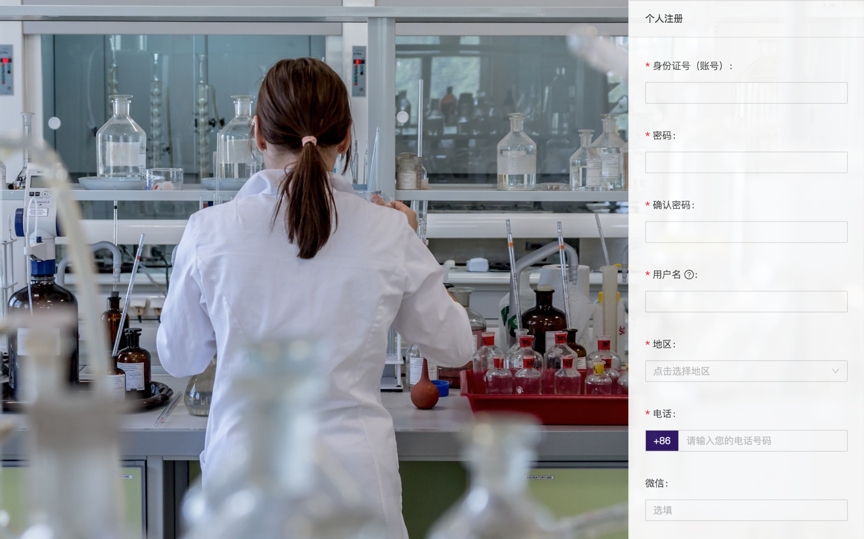 个人注册
* 身份证号（账号）:
* 密码:
* 确认密码:
* 用户名 ?:
* 地区:
点击选择地区
* 电话:
+86 请输入您的电话号码
微信:
选填